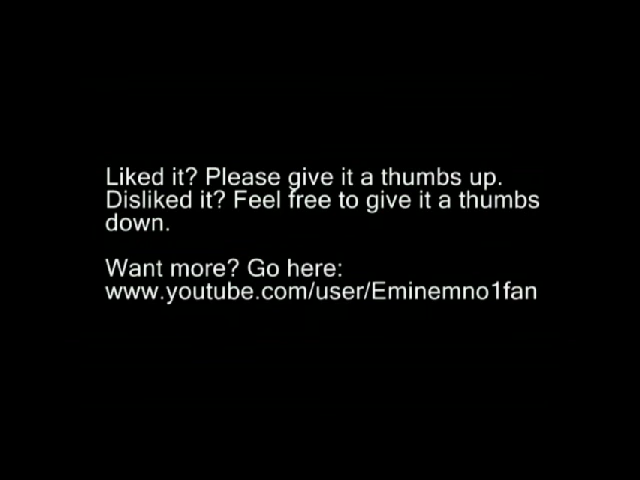 Liked it? Please give it a thumbs up.
Disliked it? Feel free to give it a thumbs
down.
Want more? Go here:
www.youtube.com/user/Eminemno1fan